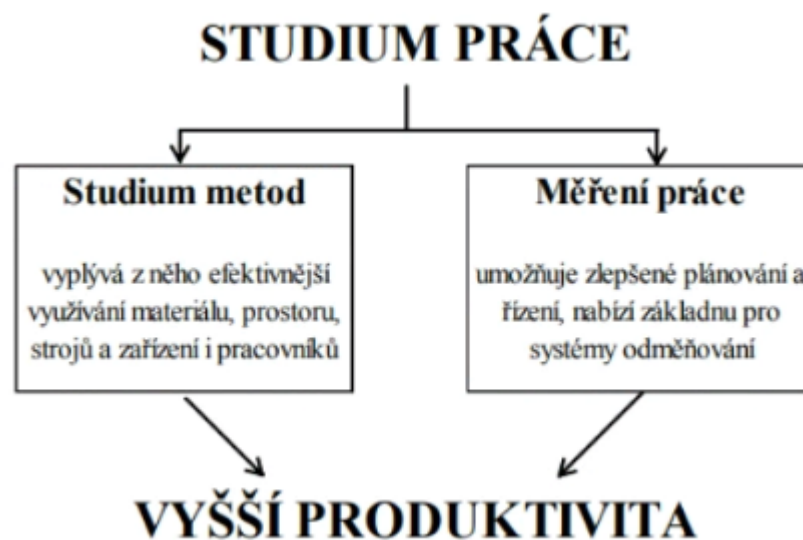 STUDIUM PRÁCE
Studium metod
vyplývá z něho efektivnější
využívání materiálu, prostoru,
strojů a zařízení i pracovníků
Měření práce
umožňuje zlepšené plánování a
řízení, nabízí základnu pro
systémy odměňování
VYŠŠÍ PRODUKTIVITA